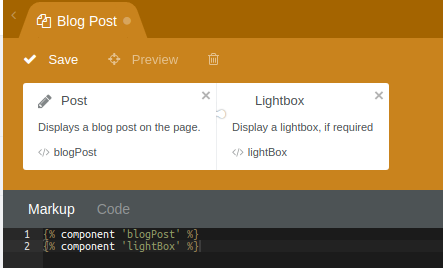 Blog Post
Save Preview
Post
Displays a blog post on the page.
</> blogPost
Lightbox
Display a lightbox, if required
</> lightBox
Markup Code
1 {% component 'blogPost' %}
2 {% component 'lightBox' %}